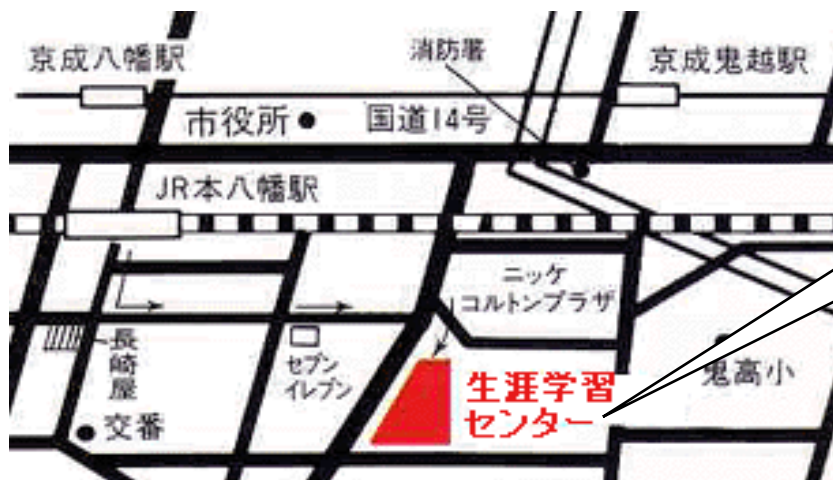 京成八幡駅
消防署
京成鬼越駅
市役所
国道14号
JR本八幡駅
ニッケ
コルトンプラザ
長崎屋
セブン
イレブン
交番
生涯学習
センター
鬼高小